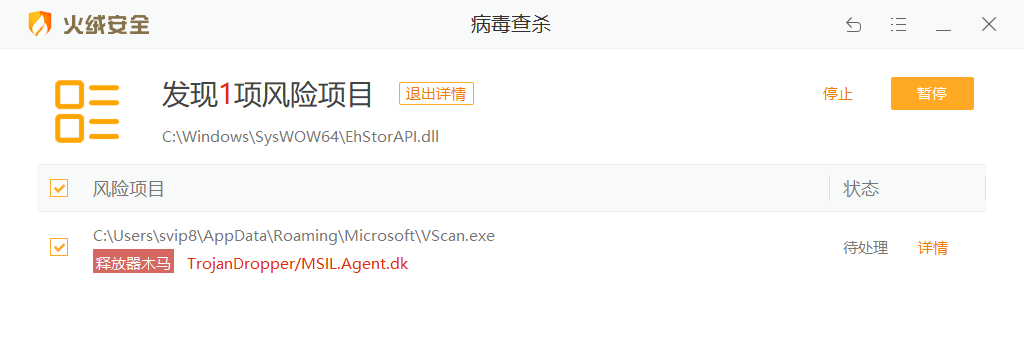 火绒安全
病毒查杀
发现1项风险项目
退出详情
停止
暂停
C:\Windows\SysWOW64\EhStorAPI.dll
风险项目
状态
C:\Users\svip8\AppData\Roaming\Microsoft\VScan.exe
释放器木马 TrojanDropper/MSIL.Agent.dk
待处理
详情